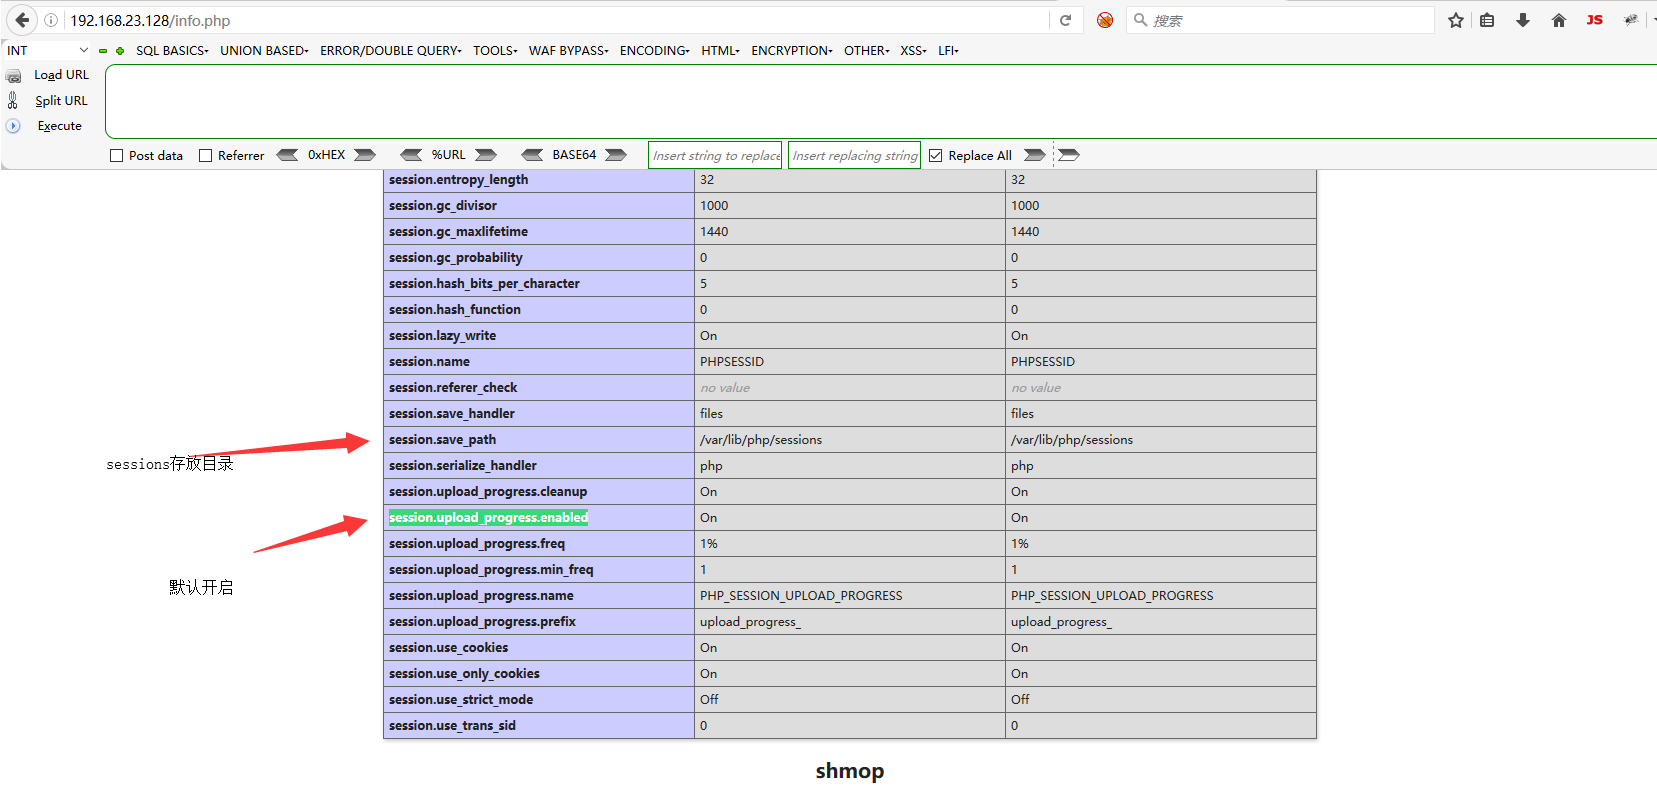 192.168.23.128/info.php
搜索
JS
INT
SQL BASICS
UNION BASED
ERROR/DOUBLE QUERY
TOOLS
WAF BYPASS
ENCODING
HTML
ENCRYPTION
OTHER
XSS
LFI
Load URL
Split URL
Execute
Post data
Referrer
0xHEX
%URL
BASE64
Insert string to replace
Insert replacing string
Replace All
session.entropy_length 32 32
session.gc_divisor 1000 1000
session.gc_maxlifetime 1440 1440
session.gc_probability 0 0
session.hash_bits_per_character 5 5
session.hash_function 0 0
session.lazy_write On On
session.name PHPSESSID PHPSESSID
session.referer_check no value no value
session.save_handler files files
session.save_path /var/lib/php/sessions /var/lib/php/sessions
sessions存放目录
session.serialize_handler php php
session.upload_progress.cleanup On On
session.upload_progress.enabled On On
session.upload_progress.freq 1% 1%
session.upload_progress.min_freq 1 1
默认开启
session.upload_progress.name PHP_SESSION_UPLOAD_PROGRESS PHP_SESSION_UPLOAD_PROGRESS
session.upload_progress.prefix upload_progress_ upload_progress_
session.use_cookies On On
session.use_only_cookies On On
session.use_strict_mode Off Off
session.use_trans_sid 0 0
shmop